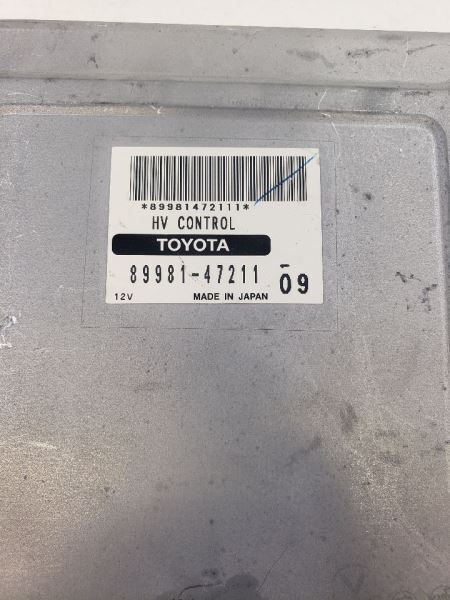 *89981472111*
HV CONTROL
TOYOTA
89981-47211 - 09
12V MADE IN JAPAN